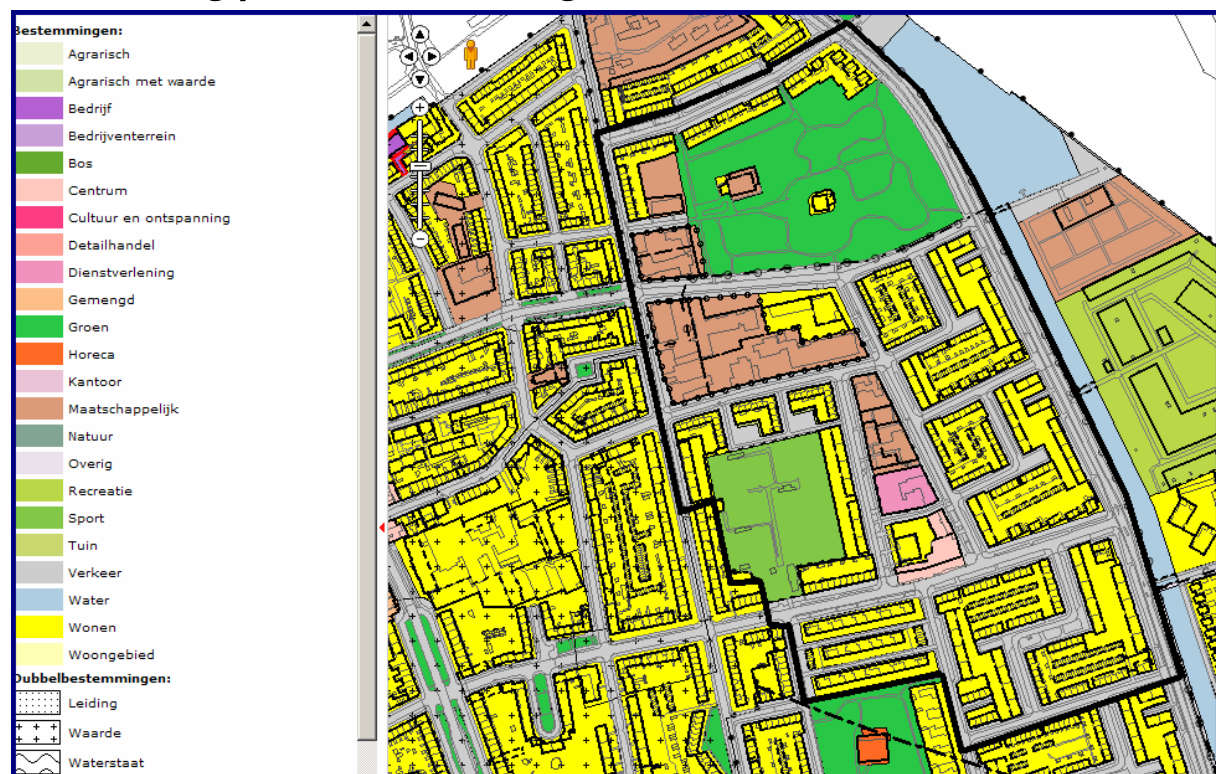 Bestemmingen:
Agrarisch
Agrarisch met waarde
Bedrijf
Bedrijventerrein
Bos
Centrum
Cultuur en ontspanning
Detailhandel
Dienstverlening
Gemengd
Groen
Horeca
Kantoor
Maatschappelijk
Natuur
Overig
Recreatie
Sport
Tuin
Verkeer
Water
Wonen
Woongebied
Dubbelbestemmingen:
Leiding
Waarde
Waterstaat